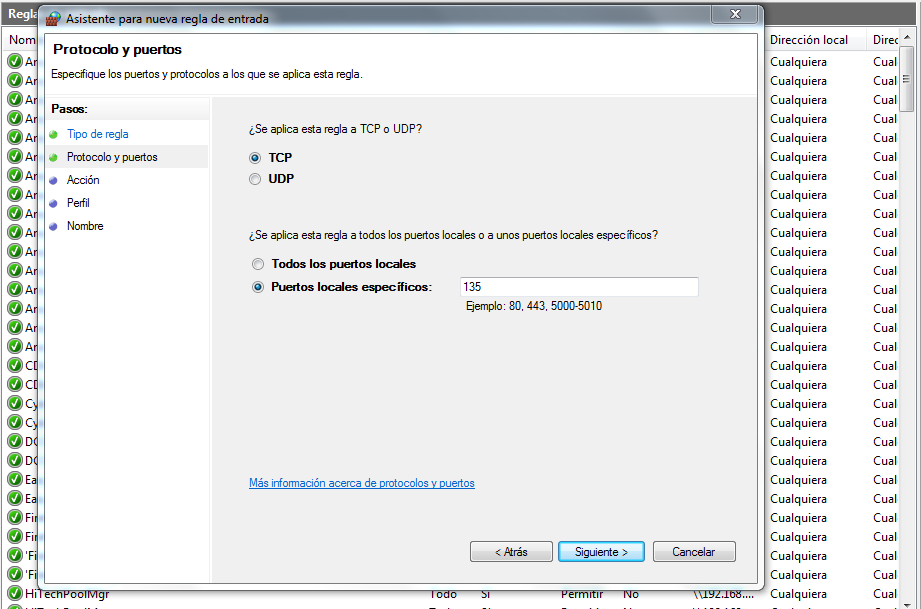 Regla
Asistente para nueva regla de entrada
Nom
Dirección local
Direc
Protocolo y puertos
Especifique los puertos y protocolos a los que se aplica esta regla.
Pasos:
Tipo de regla
Protocolo y puertos
Acción
Perfil
Nombre
¿Se aplica esta regla a TCP o UDP?
TCP
UDP
¿Se aplica esta regla a todos los puertos locales o a unos puertos locales específicos?
Todos los puertos locales
Puertos locales específicos:
135
Ejemplo: 80, 443, 5000-5010
Más información acerca de protocolos y puertos
< Atrás
Siguiente >
Cancelar
Ar
Cualquiera
Cual
Ar
Cualquiera
Cual
Ar
Cualquiera
Cual
Ar
Cualquiera
Cual
Ar
Cualquiera
Cual
Ar
Cualquiera
Cual
Ar
Cualquiera
Cual
Ar
Cualquiera
Cual
Ar
Cualquiera
Cual
Ar
Cualquiera
Cual
Ar
Cualquiera
Cual
Ar
Cualquiera
Cual
Ar
Cualquiera
Cual
Ar
Cualquiera
Cual
Ar
Cualquiera
Cual
Ar
Cualquiera
Cual
CD
Cualquiera
Cual
CD
Cualquiera
Cual
Cy
Cualquiera
Cual
Cy
Cualquiera
Cual
DC
Cualquiera
Cual
DC
Cualquiera
Cual
Ea
Cualquiera
Cual
Ea
Cualquiera
Cual
Fir
Cualquiera
Cual
Fir
Cualquiera
Cual
'Fi
Cualquiera
Cual
'Fi
Cualquiera
Cual
HiTechPoolMgr Todo Sí Permitir No \\192.168.... Cualquiera Cual